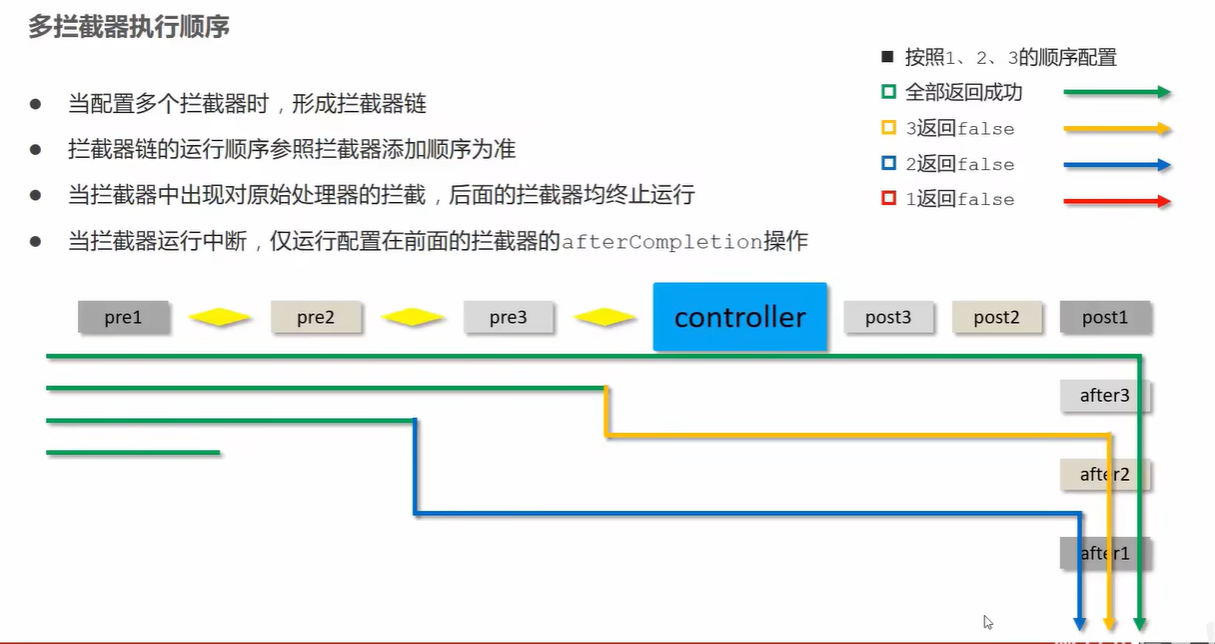 多拦截器执行顺序
● 当配置多个拦截器时，形成拦截器链
● 拦截器链的运行顺序参照拦截器添加顺序为准
● 当拦截器中出现对原始处理器的拦截，后面的拦截器均终止运行
● 当拦截器运行中断，仅运行配置在前面的拦截器的afterCompletion操作
■ 按照1、2、3的顺序配置
全部返回成功
3返回false
2返回false
1返回false
pre1 pre2 pre3 controller post3 post2 post1
after3
after2
after1